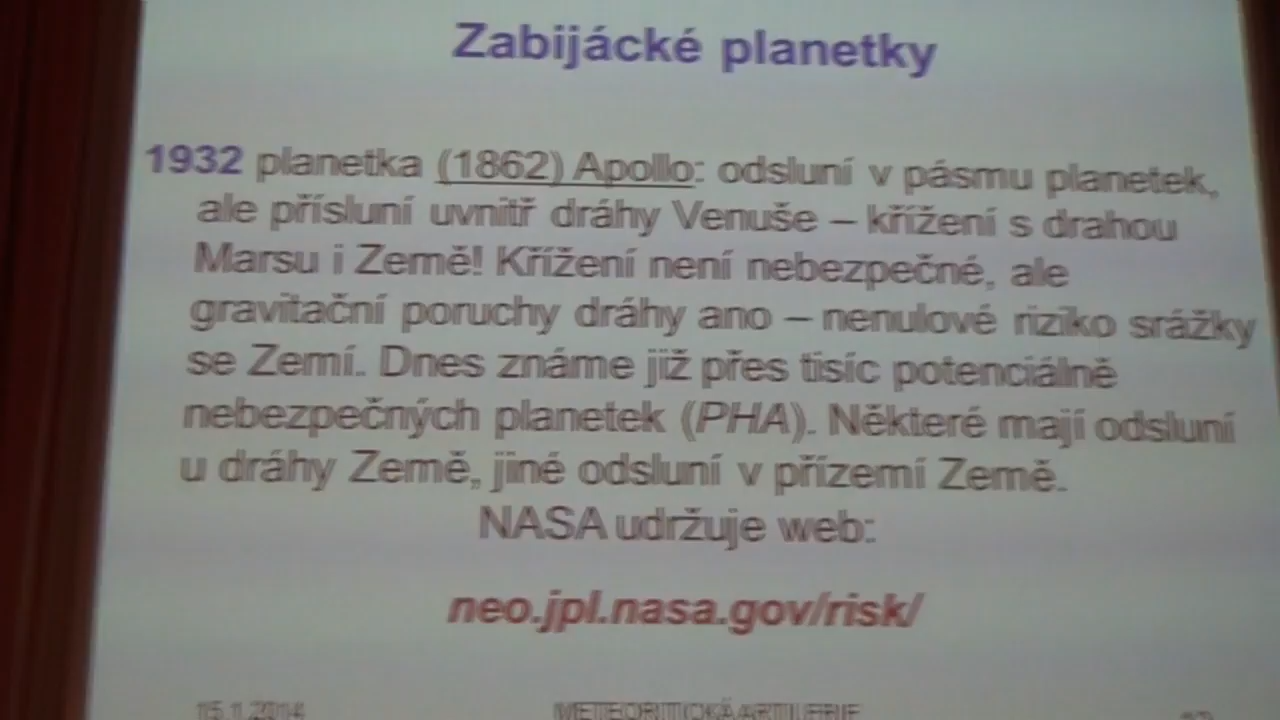 Zabijácké planetky
1932 planetka (1862) Apollo: odsluní v pásmu planetek,
ale přísluní uvnitř dráhy Venuše – křížení s drahou
Marsu i Země! Křížení není nebezpečné, ale
gravitační poruchy dráhy ano – nenulové riziko srážky
se Zemí. Dnes známe již přes tisíc potenciálně
nebezpečných planetek (PHA). Některé mají odsluní
u dráhy Země, jiné odsluní v přízemí Země.
NASA udržuje web:
neo.jpl.nasa.gov/risk/
15.1.2014 METEORITICKÁ ARTILERIE